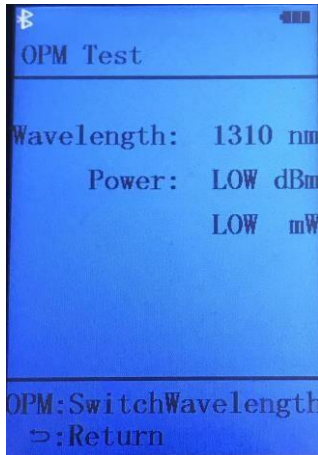 OPM Test
Wavelength: 1310 nm
Power: LOW dBm
LOW mW
OPM:SwitchWavelength
⮌:Return